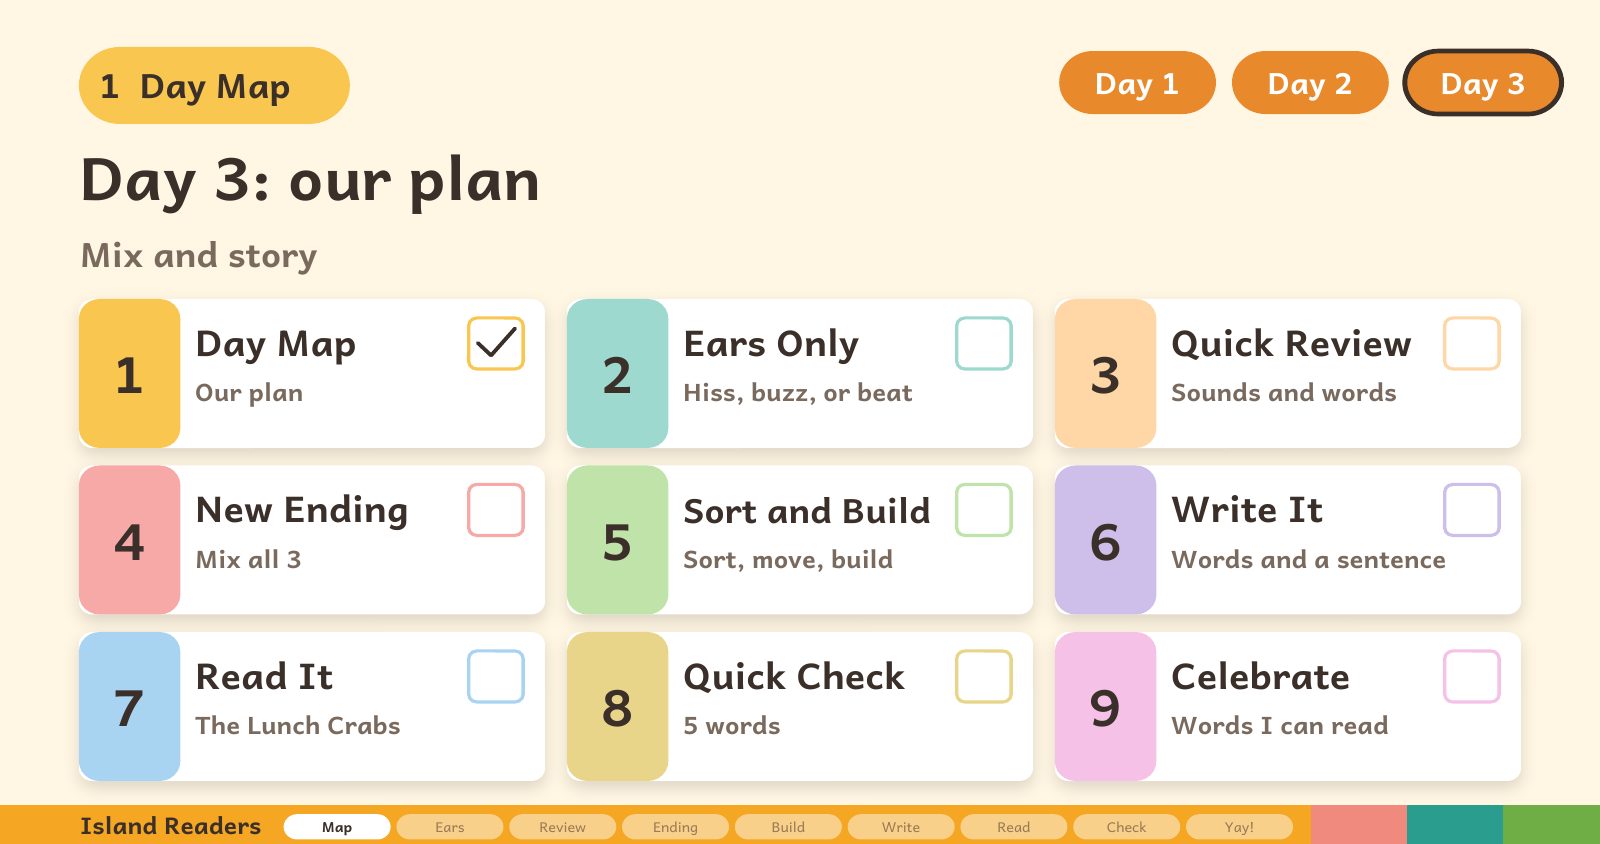 1 Day Map
Day 1
Day 2
Day 3
Day 3: our plan
Mix and story
1
Day Map
Our plan
2
Ears Only
Hiss, buzz, or beat
3
Quick Review
Sounds and words
4
New Ending
Mix all 3
5
Sort and Build
Sort, move, build
6
Write It
Words and a sentence
7
Read It
The Lunch Crabs
8
Quick Check
5 words
9
Celebrate
Words I can read
Island Readers
Map
Ears
Review
Ending
Build
Write
Read
Check
Yay!